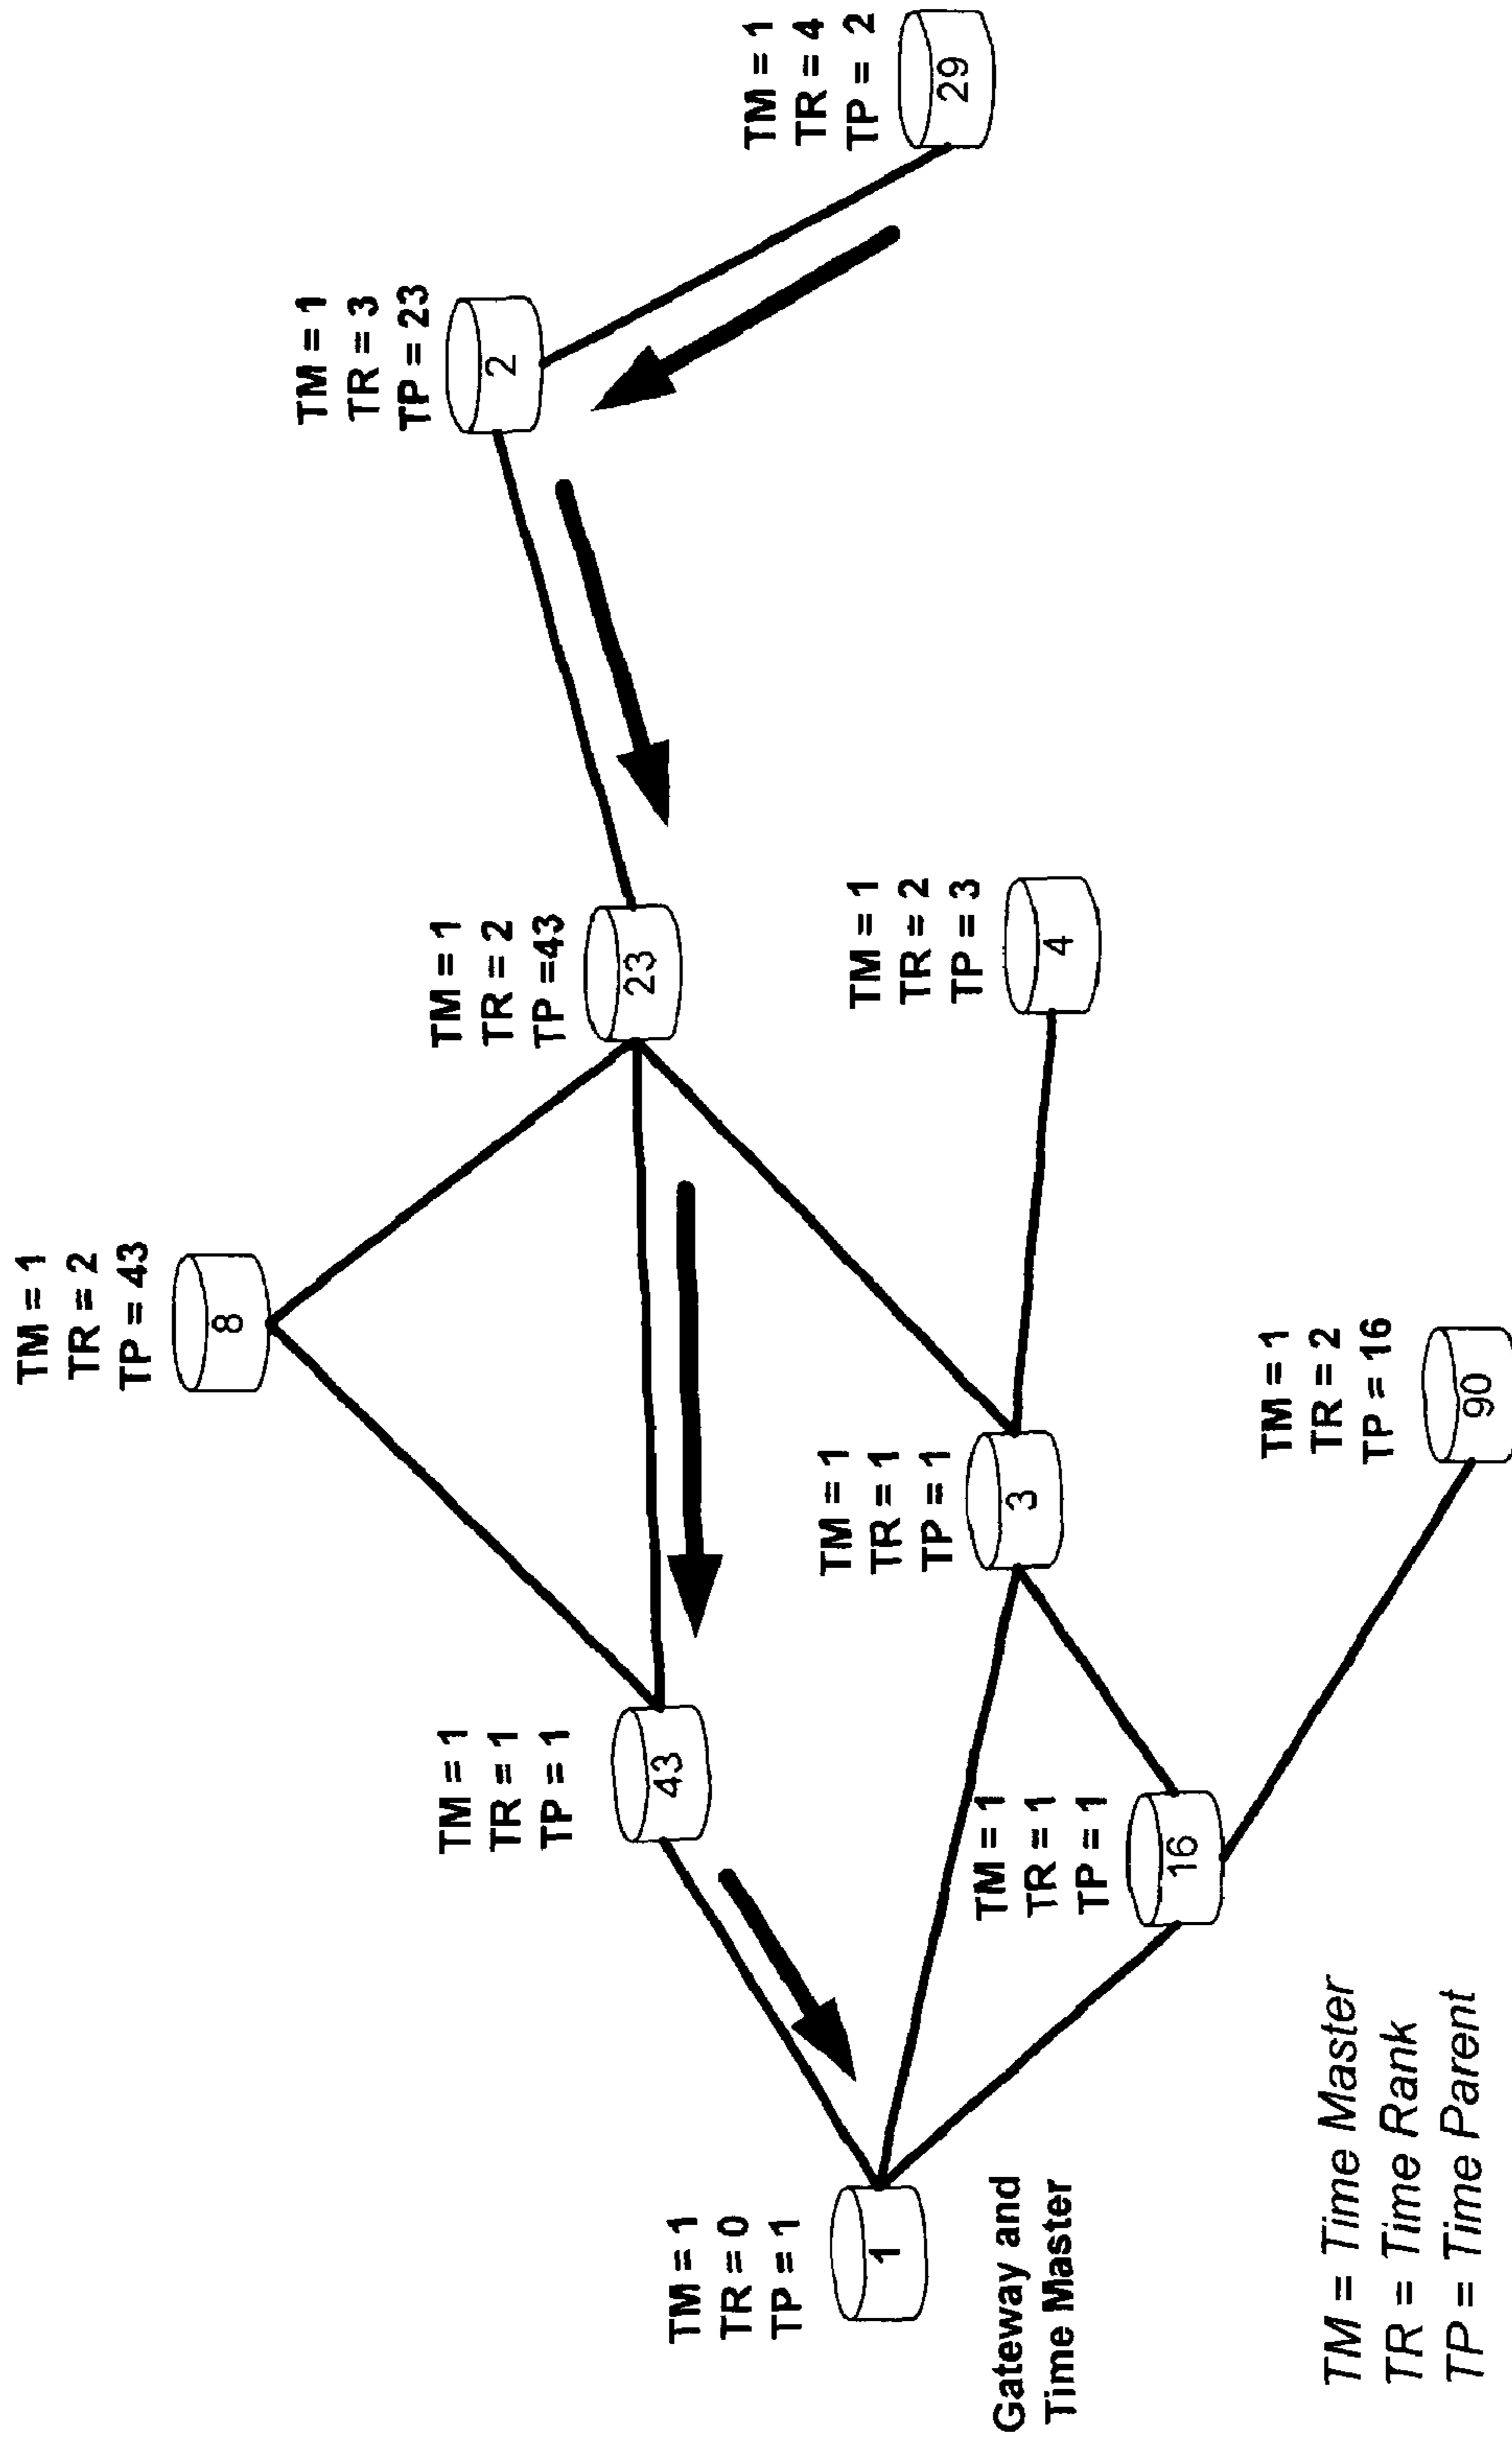 TM = 1
TR = 2
TP = 43
8
TM = 1
TR = 3
TP = 23
2
TM = 1
TR = 2
TP =43
23
TM = 1
TR = 1
TP = 1
43
TM = 1
TR = 4
TP = 2
29
TM = 1
TR = 0
TP = 1
1
Gateway and
Time Master
TM = 1
TR = 1
TP = 1
3
TM = 1
TR = 2
TP = 3
4
TM = 1
TR = 1
TP = 1
16
TM = 1
TR = 2
TP = 16
90
TM = Time Master
TR = Time Rank
TP = Time Parent